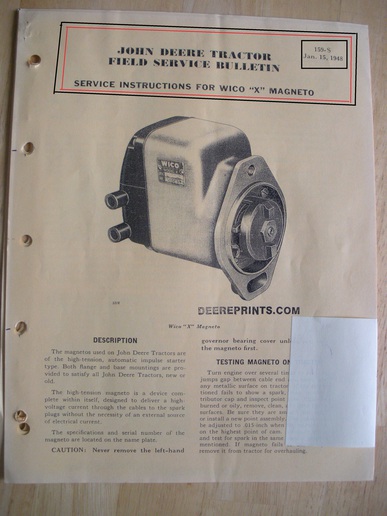 JOHN DEERE TRACTOR
FIELD SERVICE BULLETIN
159-S
Jan. 15, 1948
SERVICE INSTRUCTIONS FOR WICO "X" MAGNETO
WICO
DEEREPRINTS.COM
Wico "X" Magneto
DESCRIPTION
The magnetos used on John Deere Tractors are
of the high-tension, automatic impulse starter
type. Both flange and base mountings are pro-
vided to satisfy all John Deere Tractors, new or
old.
The high-tension magneto is a device com-
plete within itself, designed to deliver a high
voltage current through the cables to the spark
plugs without the necessity of an external source
of electrical current.
The specifications and serial number of the
magneto are located on the name plate.
CAUTION: Never remove the left-hand
governor bearing cover unl
the magneto first.
TESTING MAGNETO ON
Turn engine over several tim
jumps gap between cable end
any metallic surface on tractor
tioned fails to show a spark,
tributor cap and inspect point
burned or oily, remove, clean,
surfaces. Be sure they are
or install a new point assembly
be adjusted to .015-inch when
on the highest point of cam.
and test for spark in the same
mentioned. If magneto fails
remove it from tractor for overhauling.